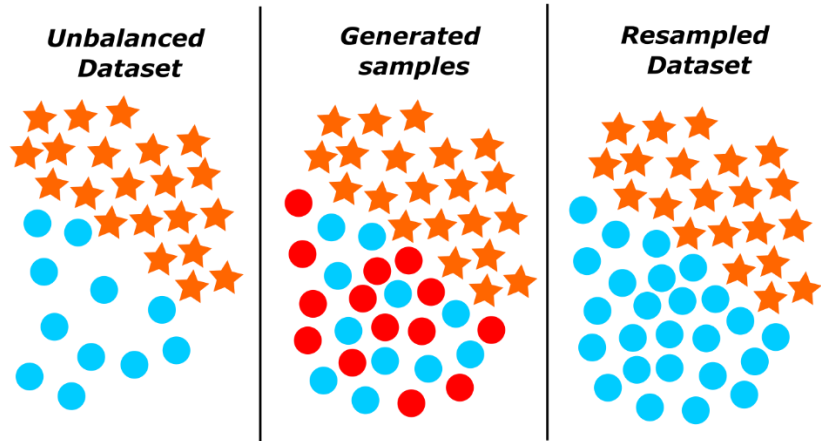 Unbalanced
Dataset
Generated
samples
Resampled
Dataset